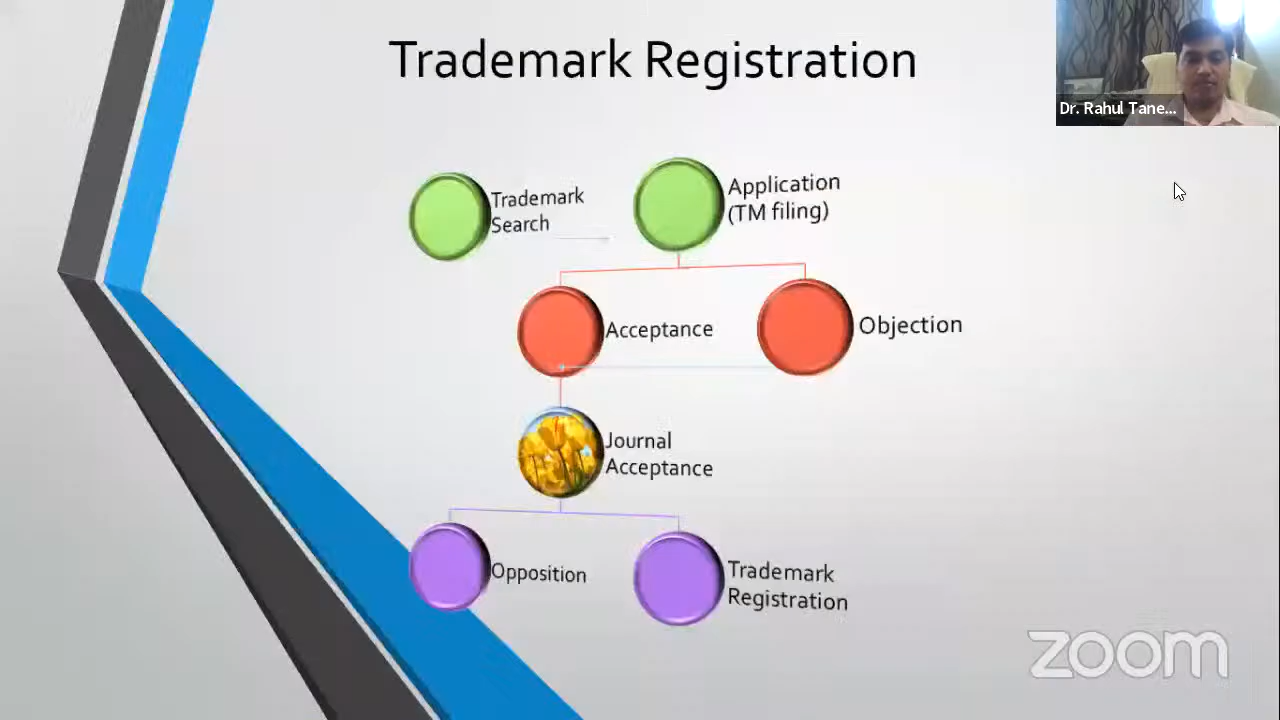 Trademark Registration
Dr. Rahul Tane...
Trademark
Search
Application
(TM filing)
Acceptance
Objection
Journal
Acceptance
Opposition
Trademark
Registration
zoom